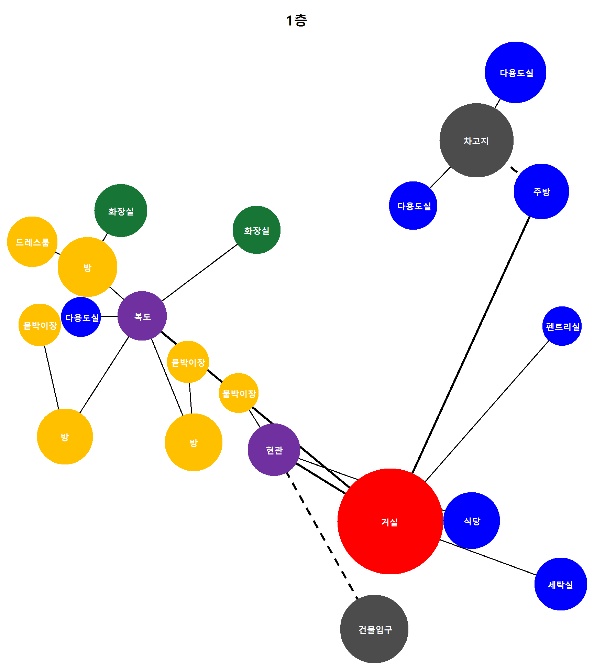 1층
다용도실
차고지
주방
다용도실
화장실
화장실
드레스룸
방
복도
다용도실
붙박이장
펜트리실
붙박이장
붙박이장
방
방
현관
거실
식당
세탁실
건물입구